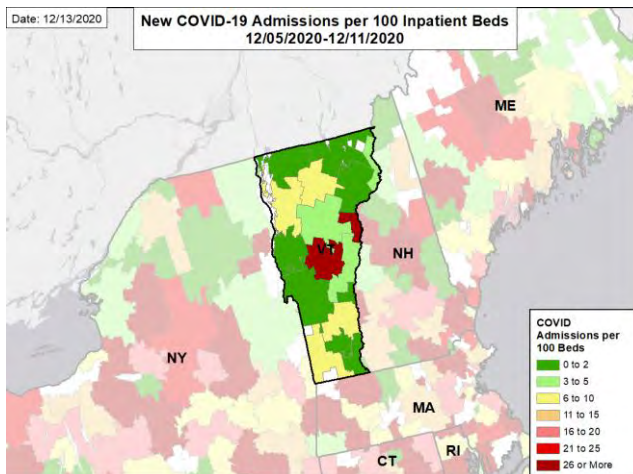 Date: 12/13/2020
New COVID-19 Admissions per 100 Inpatient Beds
12/05/2020-12/11/2020
ME
VT
NH
NY
MA
CT
RI
COVID
Admissions per
100 Beds
0 to 2
3 to 5
6 to 10
11 to 15
16 to 20
21 to 25
26 or More